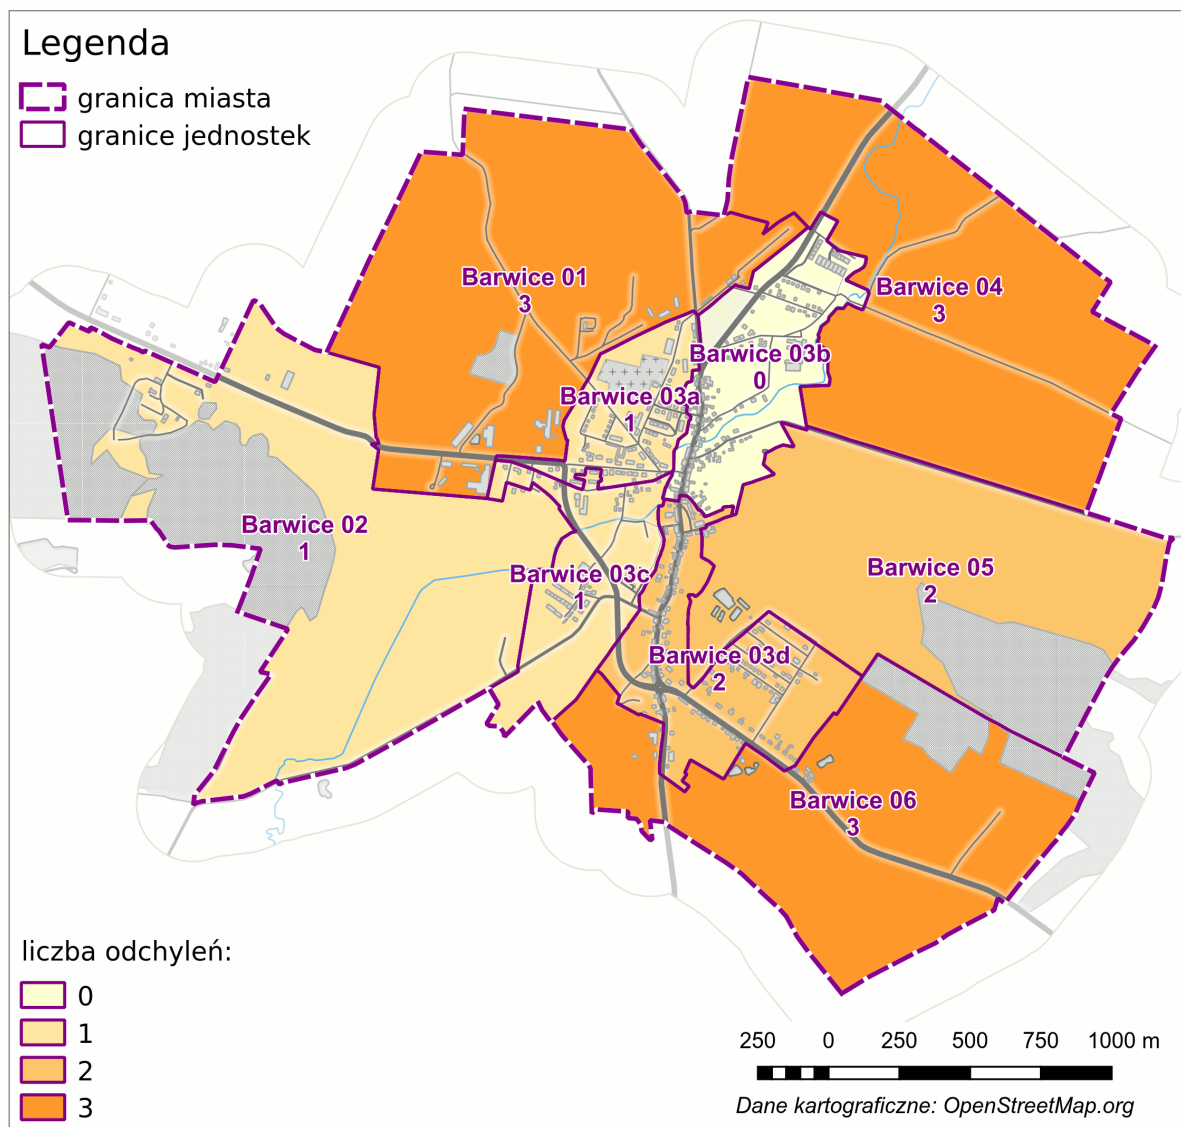 Legenda
granica miasta
granice jednostek
Barwice 01
3
Barwice 04
3
Barwice 03b
0
Barwice 03a
1
Barwice 02
1
Barwice 03c
1
Barwice 05
2
Barwice 03d
2
Barwice 06
3
liczba odchyleń:
0
1
2
3
250 0 250 500 750 1000 m
Dane kartograficzne: OpenStreetMap.org